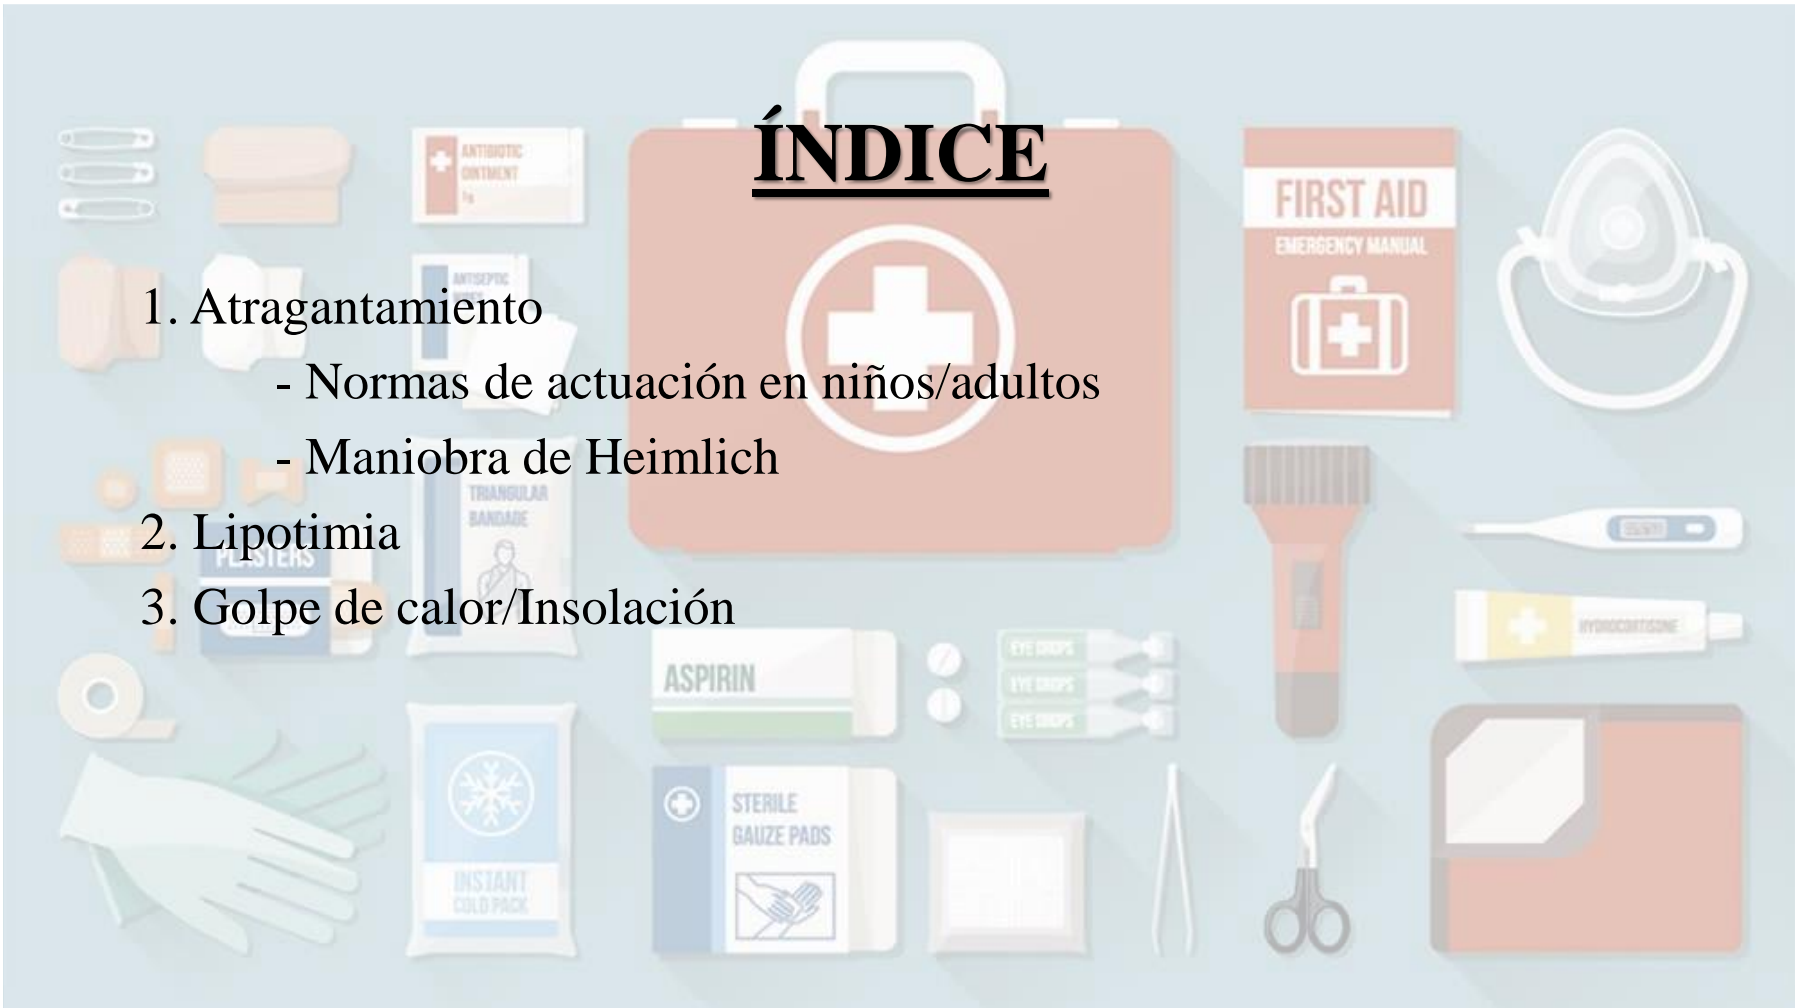 ÍNDICE
1. Atragantamiento
- Normas de actuación en niños/adultos
- Maniobra de Heimlich
2. Lipotimia
3. Golpe de calor/Insolación
ANTIBIOTIC
OINTMENT
5g
ANTISEPTIC
FIRST AID
EMERGENCY MANUAL
TRIANGULAR
BANDAGE
PLASTERS
HYDROCORTISONE
ASPIRIN
EYE DROPS
EYE DROPS
EYE DROPS
INSTANT
COLD PACK
STERILE
GAUZE PADS